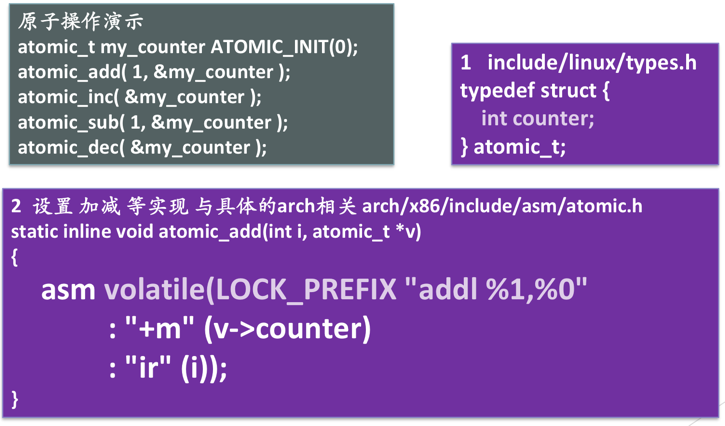 原子操作演示
atomic_t my_counter ATOMIC_INIT(0);
atomic_add( 1, &my_counter );
atomic_inc( &my_counter );
atomic_sub( 1, &my_counter );
atomic_dec( &my_counter );
1 include/linux/types.h
typedef struct {
int counter;
} atomic_t;
2 设置 加减 等实现 与具体的arch相关 arch/x86/include/asm/atomic.h
static inline void atomic_add(int i, atomic_t *v)
{
asm volatile(LOCK_PREFIX "addl %1,%0"
: "+m" (v->counter)
: "ir" (i));
}